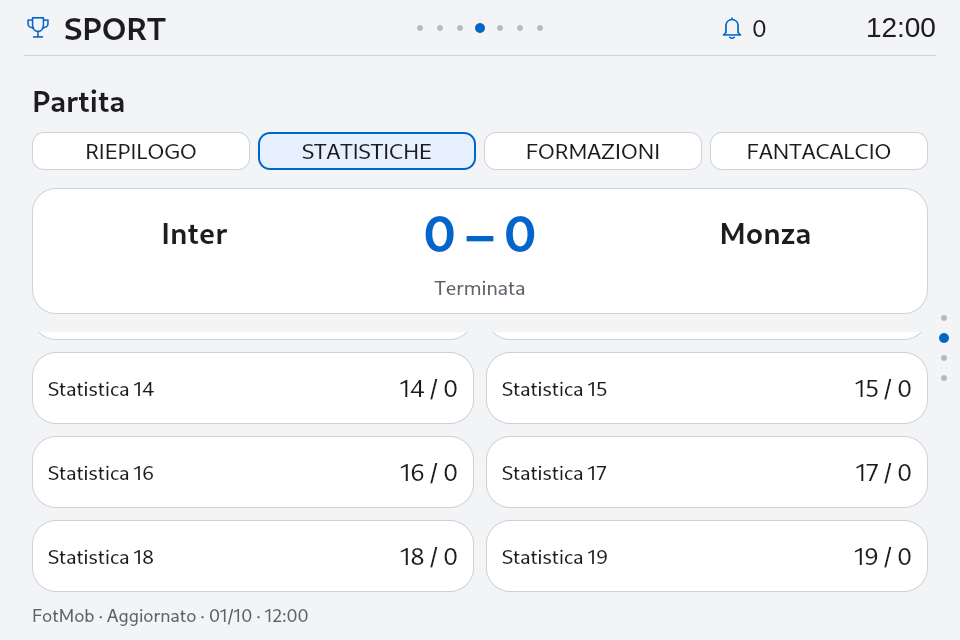 SPORT
0
12:00
Partita
RIEPILOGO
STATISTICHE
FORMAZIONI
FANTACALCIO
Inter
0 – 0
Monza
Terminata
Statistica 14
14 / 0
Statistica 15
15 / 0
Statistica 16
16 / 0
Statistica 17
17 / 0
Statistica 18
18 / 0
Statistica 19
19 / 0
FotMob · Aggiornato · 01/10 · 12:00